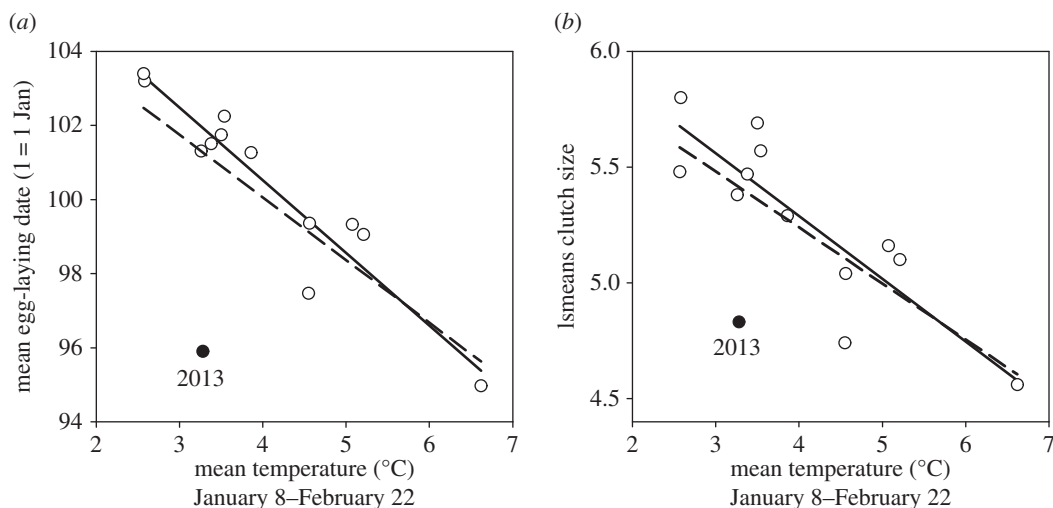 (a)
104
102
100
98
96
94
mean egg-laying date (1 = 1 Jan)
2013
2 3 4 5 6 7
mean temperature (°C)
January 8–February 22
(b)
6.0
5.5
5.0
4.5
lsmeans clutch size
2013
2 3 4 5 6 7
mean temperature (°C)
January 8–February 22